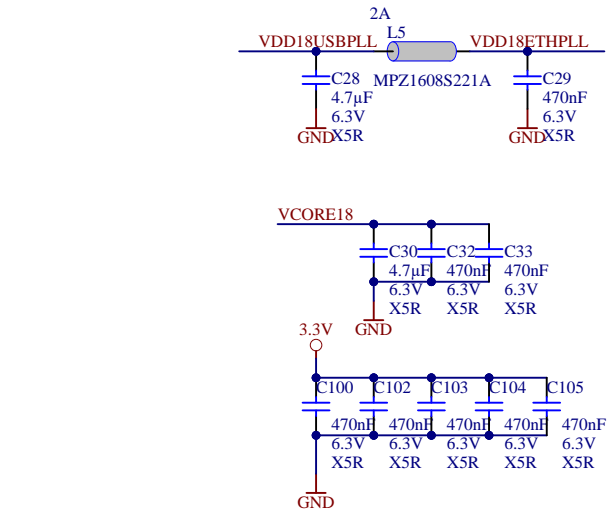 2A
L5
VDD18USBPLL
VDD18ETHPLL
C28
MPZ1608S221A
C29
4.7µF
470nF
6.3V
6.3V
X5R
X5R
GND
GND
VCORE18
C30
C32
C33
4.7µF
470nF
470nF
6.3V
6.3V
6.3V
X5R
X5R
X5R
GND
3.3V
C100
C102
C103
C104
C105
470nF
470nF
470nF
470nF
470nF
6.3V
6.3V
6.3V
6.3V
6.3V
X5R
X5R
X5R
X5R
X5R
GND